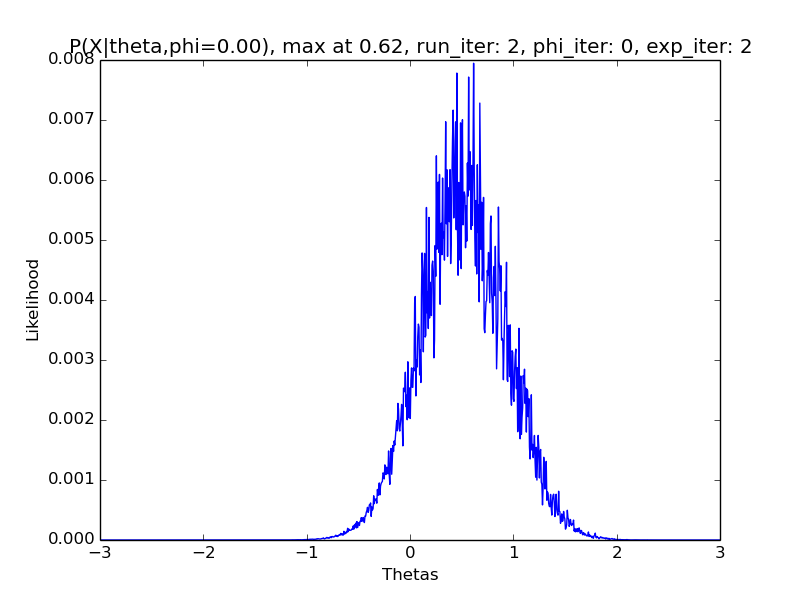 P(X|theta,phi=0.00), max at 0.62, run_iter: 2, phi_iter: 0, exp_iter: 2
0.008
0.007
0.006
0.005
0.004
0.003
0.002
0.001
0.000
Likelihood
−3 −2 −1 0 1 2 3
Thetas